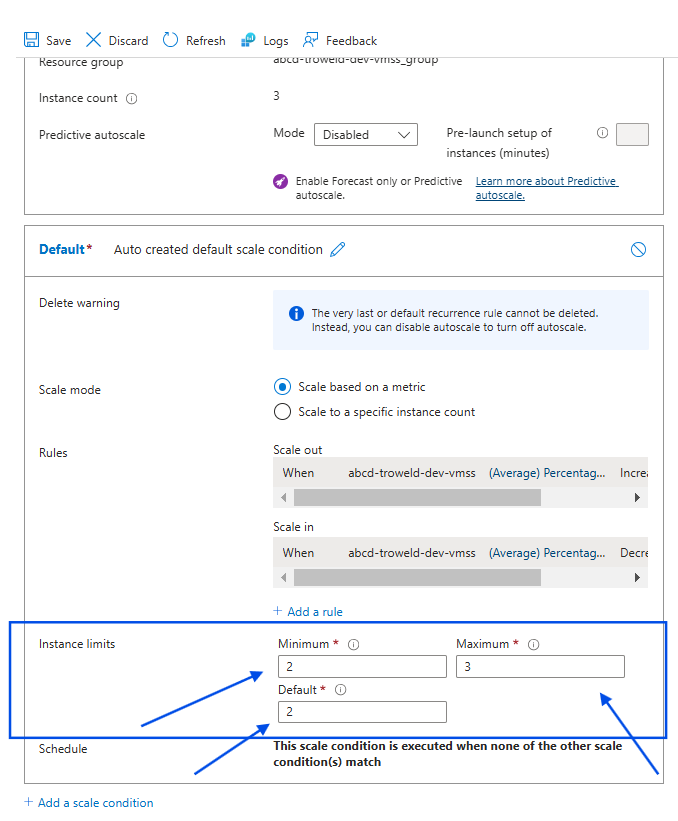 Save Discard Refresh Logs Feedback
Resource group abcd-troweld-dev-vmss_group
Instance count 3
Predictive autoscale Mode Disabled Pre-launch setup of
instances (minutes)
Enable Forecast only or Predictive Learn more about Predictive
autoscale. autoscale.
Default* Auto created default scale condition
Delete warning
The very last or default recurrence rule cannot be deleted.
Instead, you can disable autoscale to turn off autoscale.
Scale mode Scale based on a metric
Scale to a specific instance count
Rules Scale out
When abcd-troweld-dev-vmss (Average) Percentag... Increa
Scale in
When abcd-troweld-dev-vmss (Average) Percentag... Decre
+ Add a rule
Instance limits Minimum * Maximum *
2 3
Default *
2
Schedule This scale condition is executed when none of the other scale
condition(s) match
+ Add a scale condition